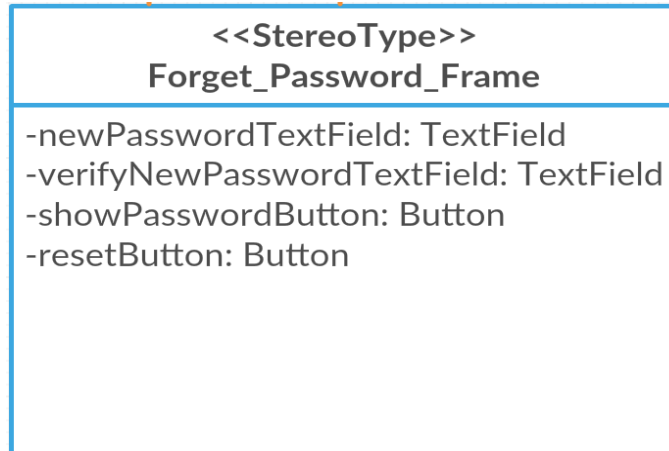 <<StereoType>>
Forget_Password_Frame
-newPasswordTextField: TextField
-verifyNewPasswordTextField: TextField
-showPasswordButton: Button
-resetButton: Button